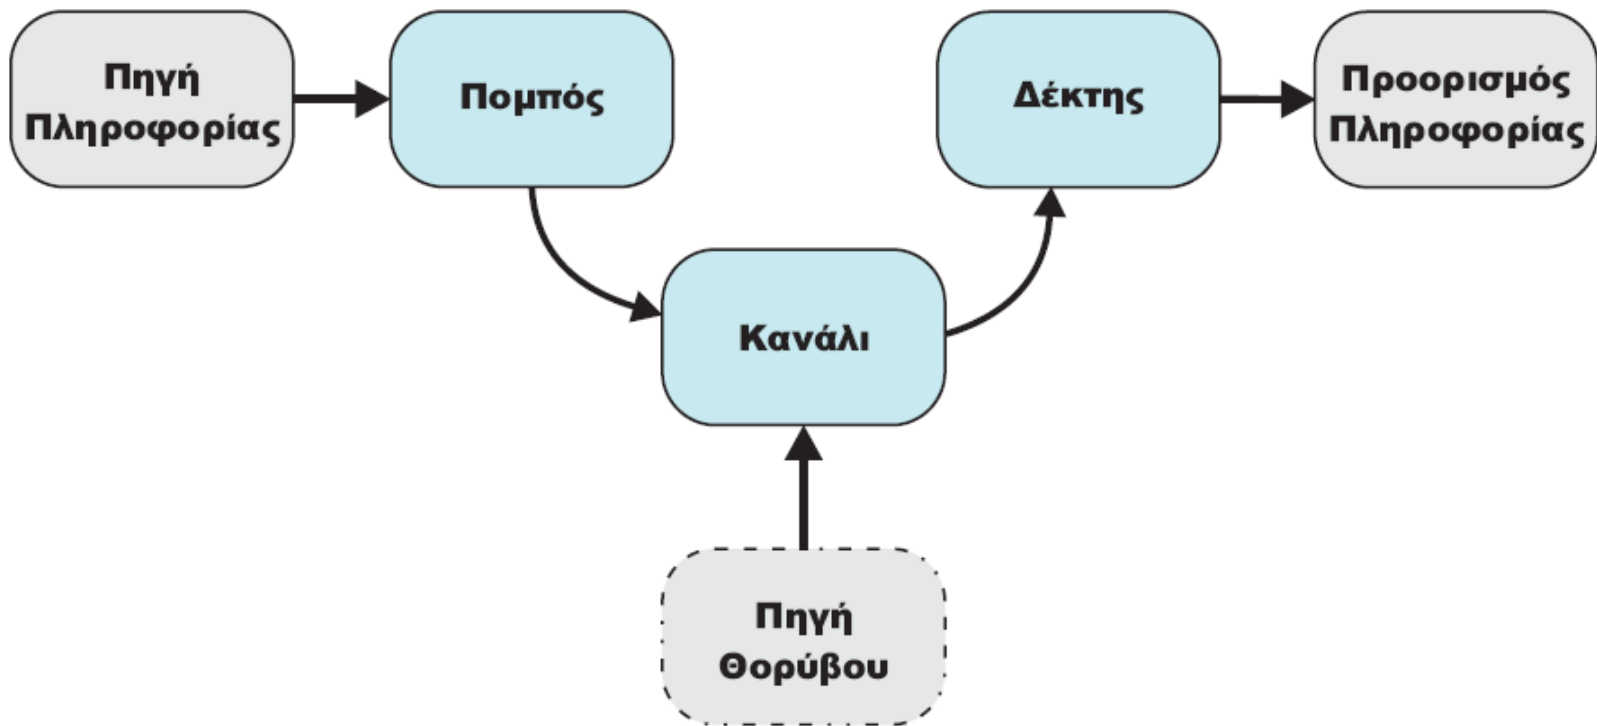 Πηγή
Πληροφορίας
Πομπός
Δέκτης
Προορισμός
Πληροφορίας
Κανάλι
Πηγή
Θορύβου